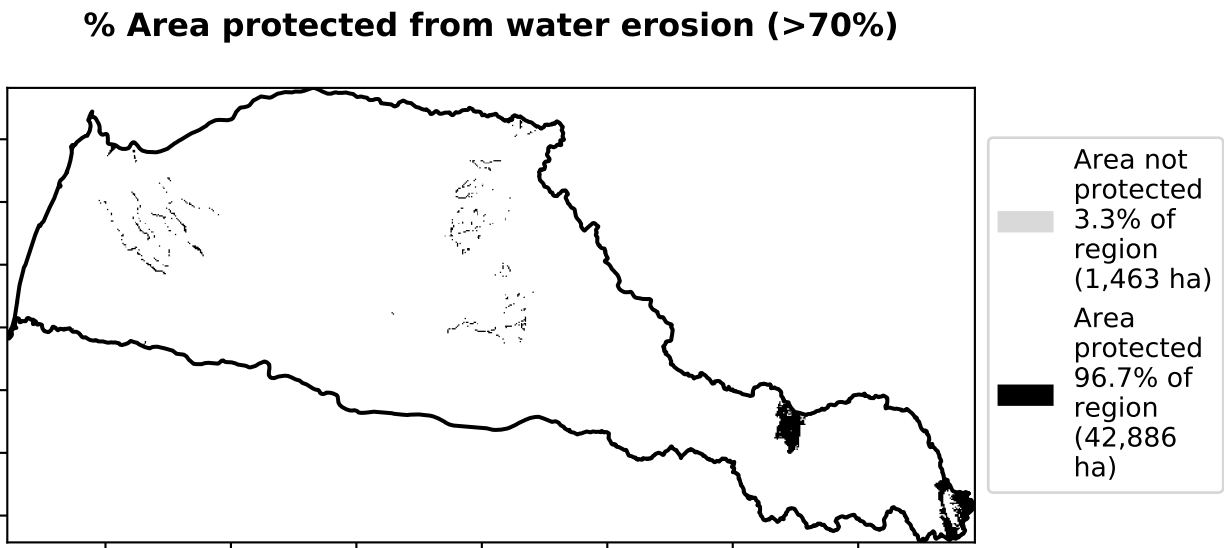 % Area protected from water erosion (>70%)
Area not
protected
3.3% of
region
(1,463 ha)
Area
protected
96.7% of
region
(42,886
ha)